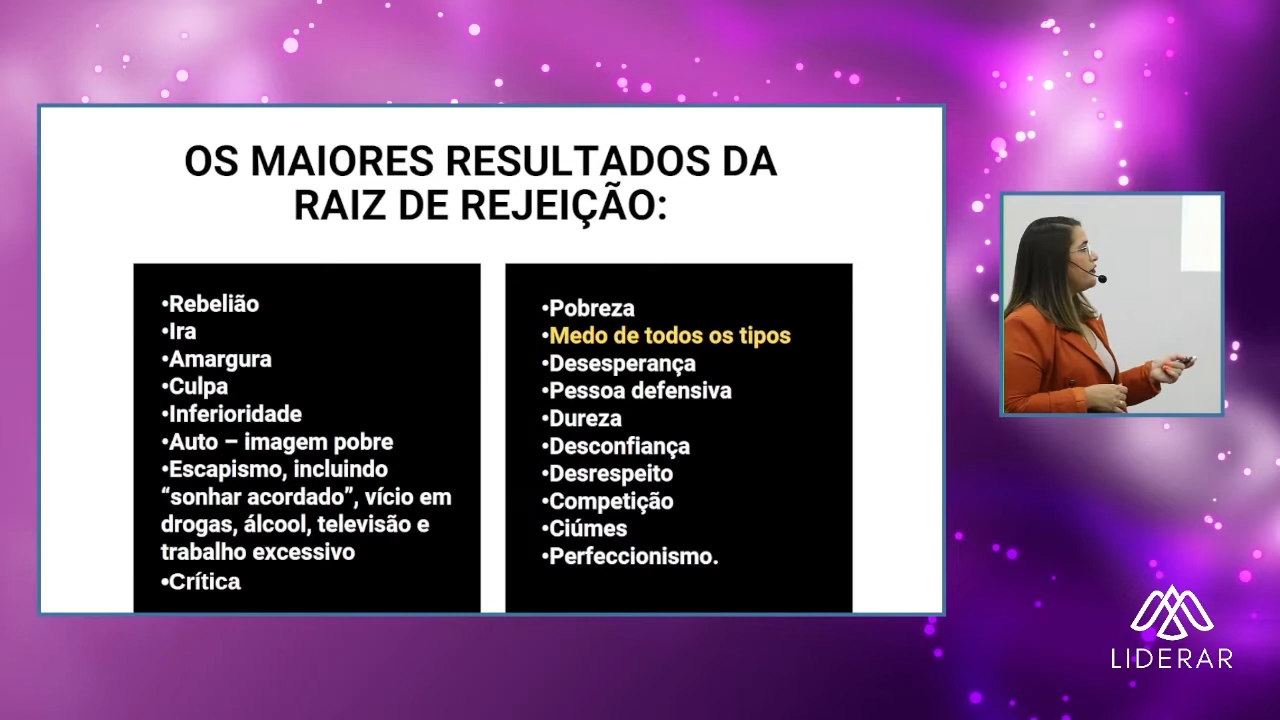 OS MAIORES RESULTADOS DA
RAIZ DE REJEIÇÃO:
•Rebelião
•Ira
•Amargura
•Culpa
•Inferioridade
•Auto – imagem pobre
•Escapismo, incluindo
“sonhar acordado”, vício em
drogas, álcool, televisão e
trabalho excessivo
•Crítica
•Pobreza
•Medo de todos os tipos
•Desesperança
•Pessoa defensiva
•Dureza
•Desconfiança
•Desrespeito
•Competição
•Ciúmes
•Perfeccionismo.
LIDERAR